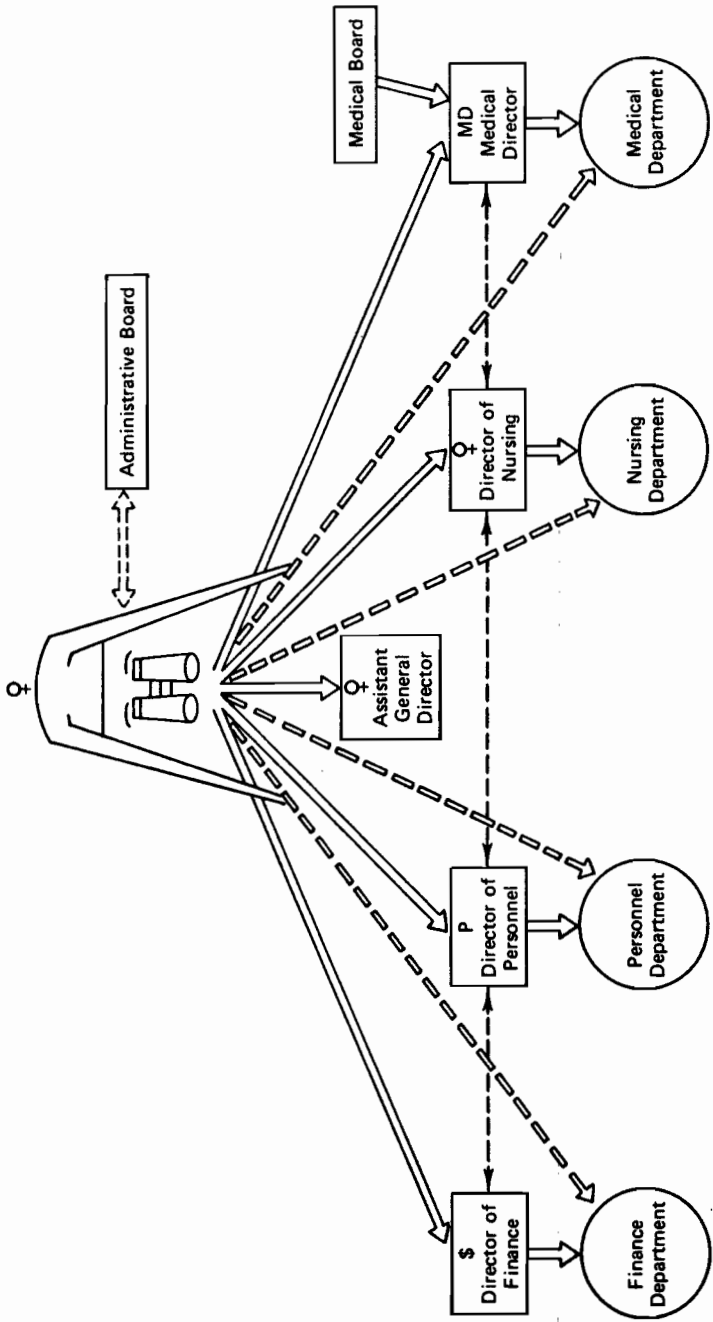 Administrative Board
Medical Board
Assistant
General
Director
$
Director of
Finance
P
Director of
Personnel
♀
Director of
Nursing
MD
Medical
Director
Finance
Department
Personnel
Department
Nursing
Department
Medical
Department